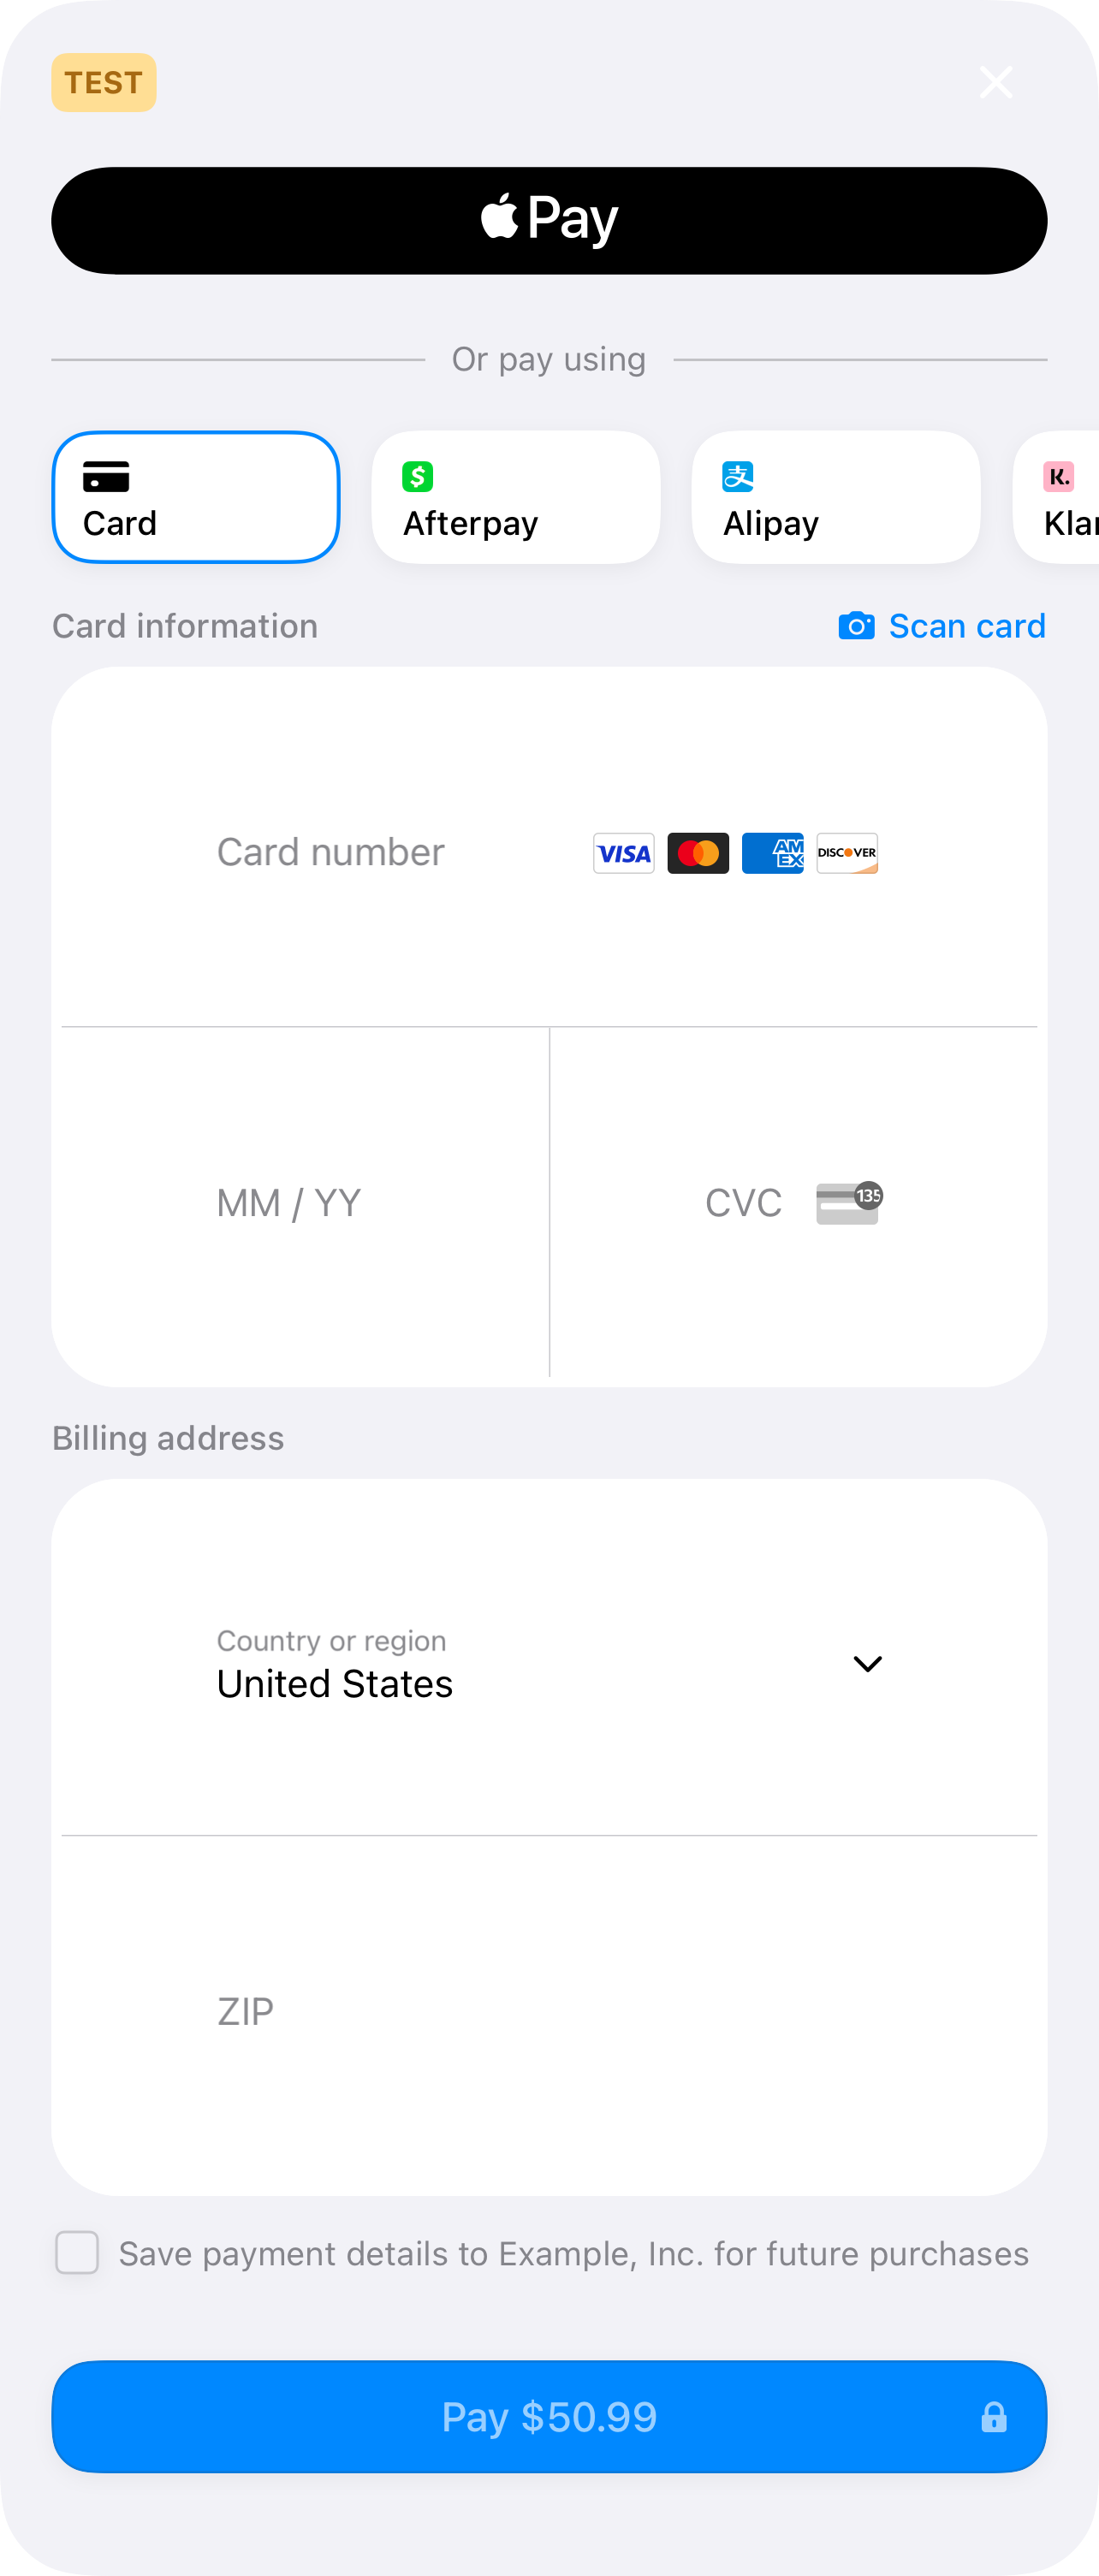 TEST
Pay
Or pay using
Card
Afterpay
Alipay
Klar
Card information
Scan card
Card number
VISA
AM
EX
DISCOVER
MM / YY
CVC
135
Billing address
Country or region
United States
ZIP
Save payment details to Example, Inc. for future purchases
Pay $50.99